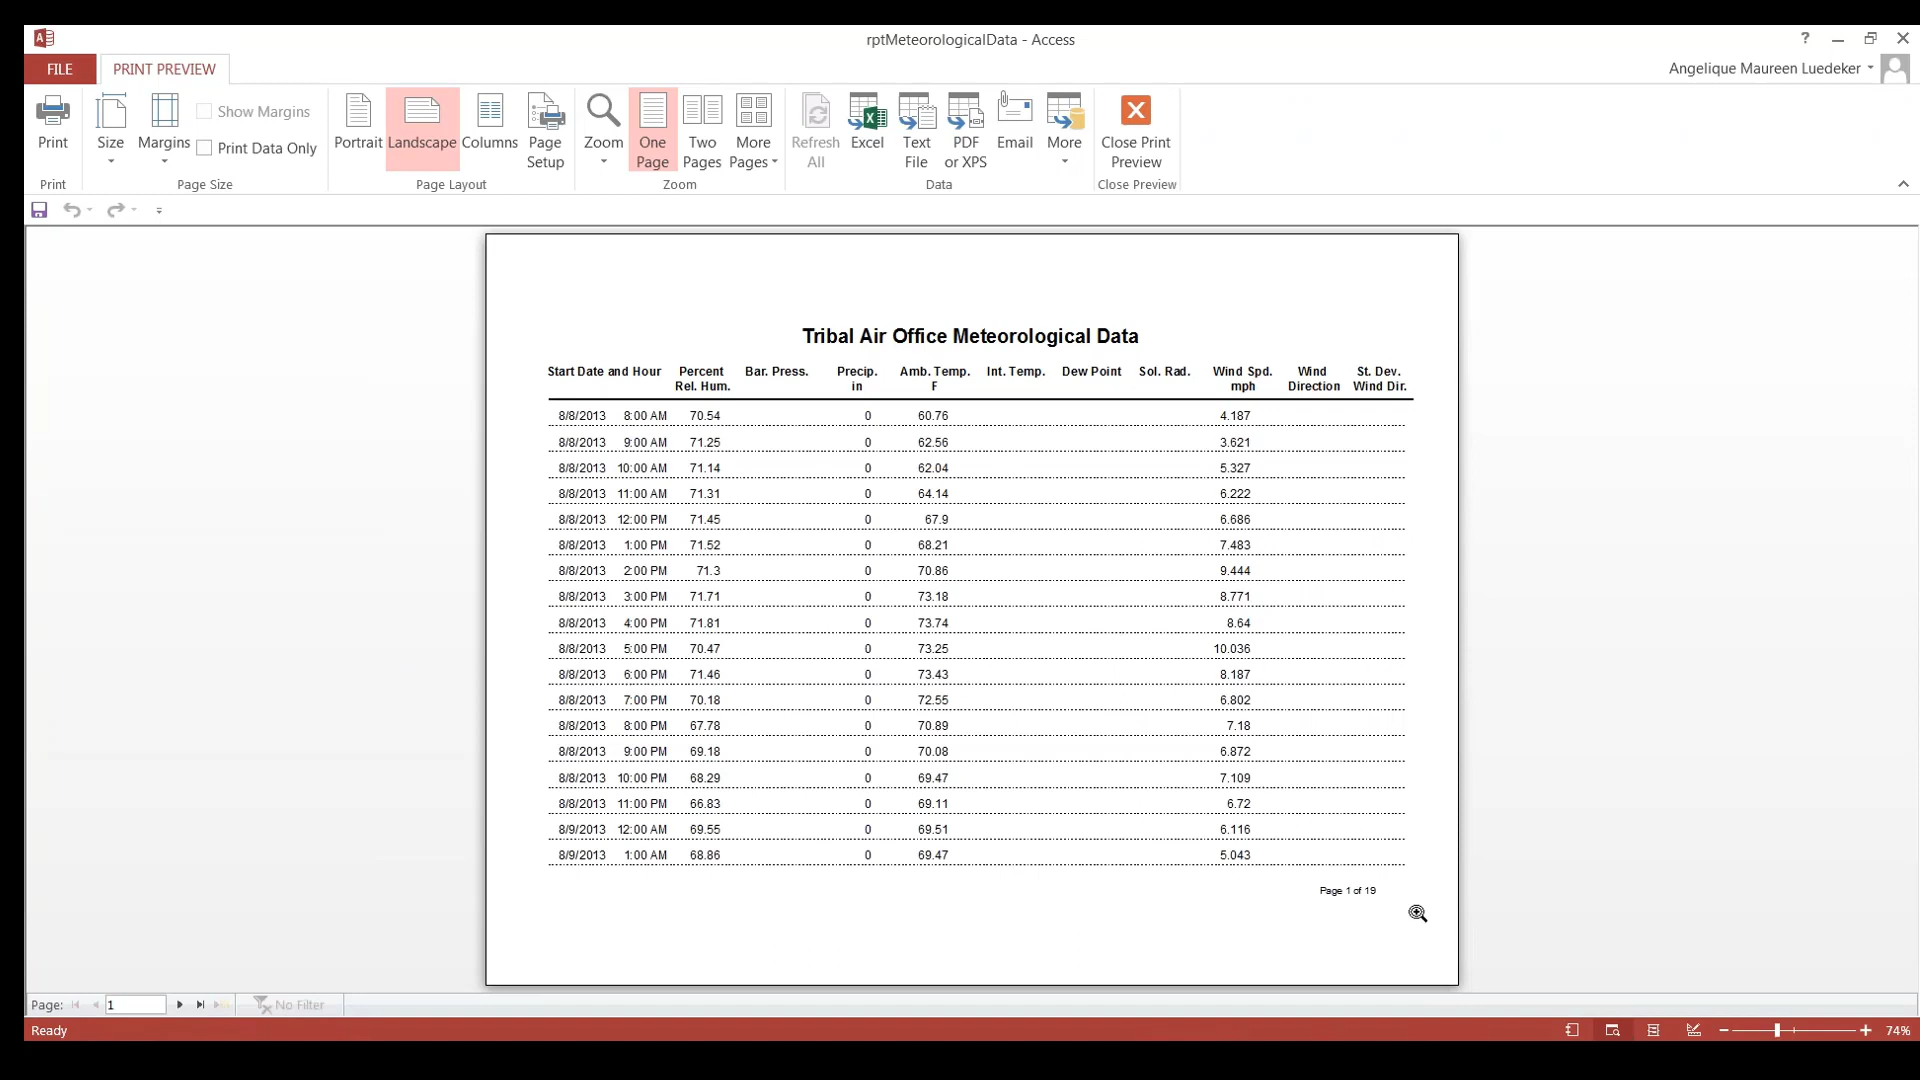 rptMeteorologicalData - Access
?
FILE PRINT PREVIEW Angelique Maureen Luedeker
Print Size Margins Show Margins Print Data Only Portrait Landscape Columns Page Setup Zoom One Page Two Pages More Pages Refresh All Excel Text File PDF or XPS Email More Close Print Preview
Print Page Size Page Layout Zoom Data Close Preview
Tribal Air Office Meteorological Data
Start Date and Hour Percent Bar. Press. Precip. Amb. Temp. Int. Temp. Dew Point Sol. Rad. Wind Spd. Wind St. Dev.
Rel. Hum. in F mph Direction Wind Dir.
8/8/2013 8:00 AM 70.54 0 60.76 4.187
8/8/2013 9:00 AM 71.25 0 62.56 3.621
8/8/2013 10:00 AM 71.14 0 62.04 5.327
8/8/2013 11:00 AM 71.31 0 64.14 6.222
8/8/2013 12:00 PM 71.45 0 67.9 6.686
8/8/2013 1:00 PM 71.52 0 68.21 7.483
8/8/2013 2:00 PM 71.3 0 70.86 9.444
8/8/2013 3:00 PM 71.71 0 73.18 8.771
8/8/2013 4:00 PM 71.81 0 73.74 8.64
8/8/2013 5:00 PM 70.47 0 73.25 10.036
8/8/2013 6:00 PM 71.46 0 73.43 8.187
8/8/2013 7:00 PM 70.18 0 72.55 6.802
8/8/2013 8:00 PM 67.78 0 70.89 7.18
8/8/2013 9:00 PM 69.18 0 70.08 6.872
8/8/2013 10:00 PM 68.29 0 69.47 7.109
8/8/2013 11:00 PM 66.83 0 69.11 6.72
8/9/2013 12:00 AM 69.55 0 69.51 6.116
8/9/2013 1:00 AM 68.86 0 69.47 5.043
Page 1 of 19
Page: 1 No Filter
Ready 74%